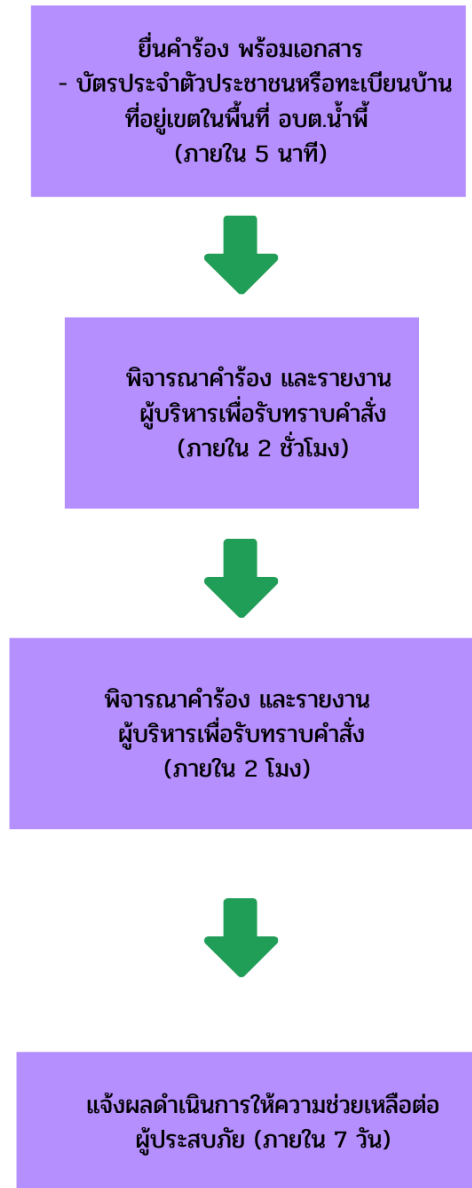 ยื่นคำร้อง พร้อมเอกสาร
- บัตรประจำตัวประชาชนหรือทะเบียนบ้าน
ที่อยู่เขตในพื้นที่ อบต.น้ำพี้
(ภายใน 5 นาที)
พิจารณาคำร้อง และรายงาน
ผู้บริหารเพื่อรับทราบคำสั่ง
(ภายใน 2 ชั่วโมง)
พิจารณาคำร้อง และรายงาน
ผู้บริหารเพื่อรับทราบคำสั่ง
(ภายใน 2 โมง)
แจ้งผลดำเนินการให้ความช่วยเหลือต่อ
ผู้ประสบภัย (ภายใน 7 วัน)